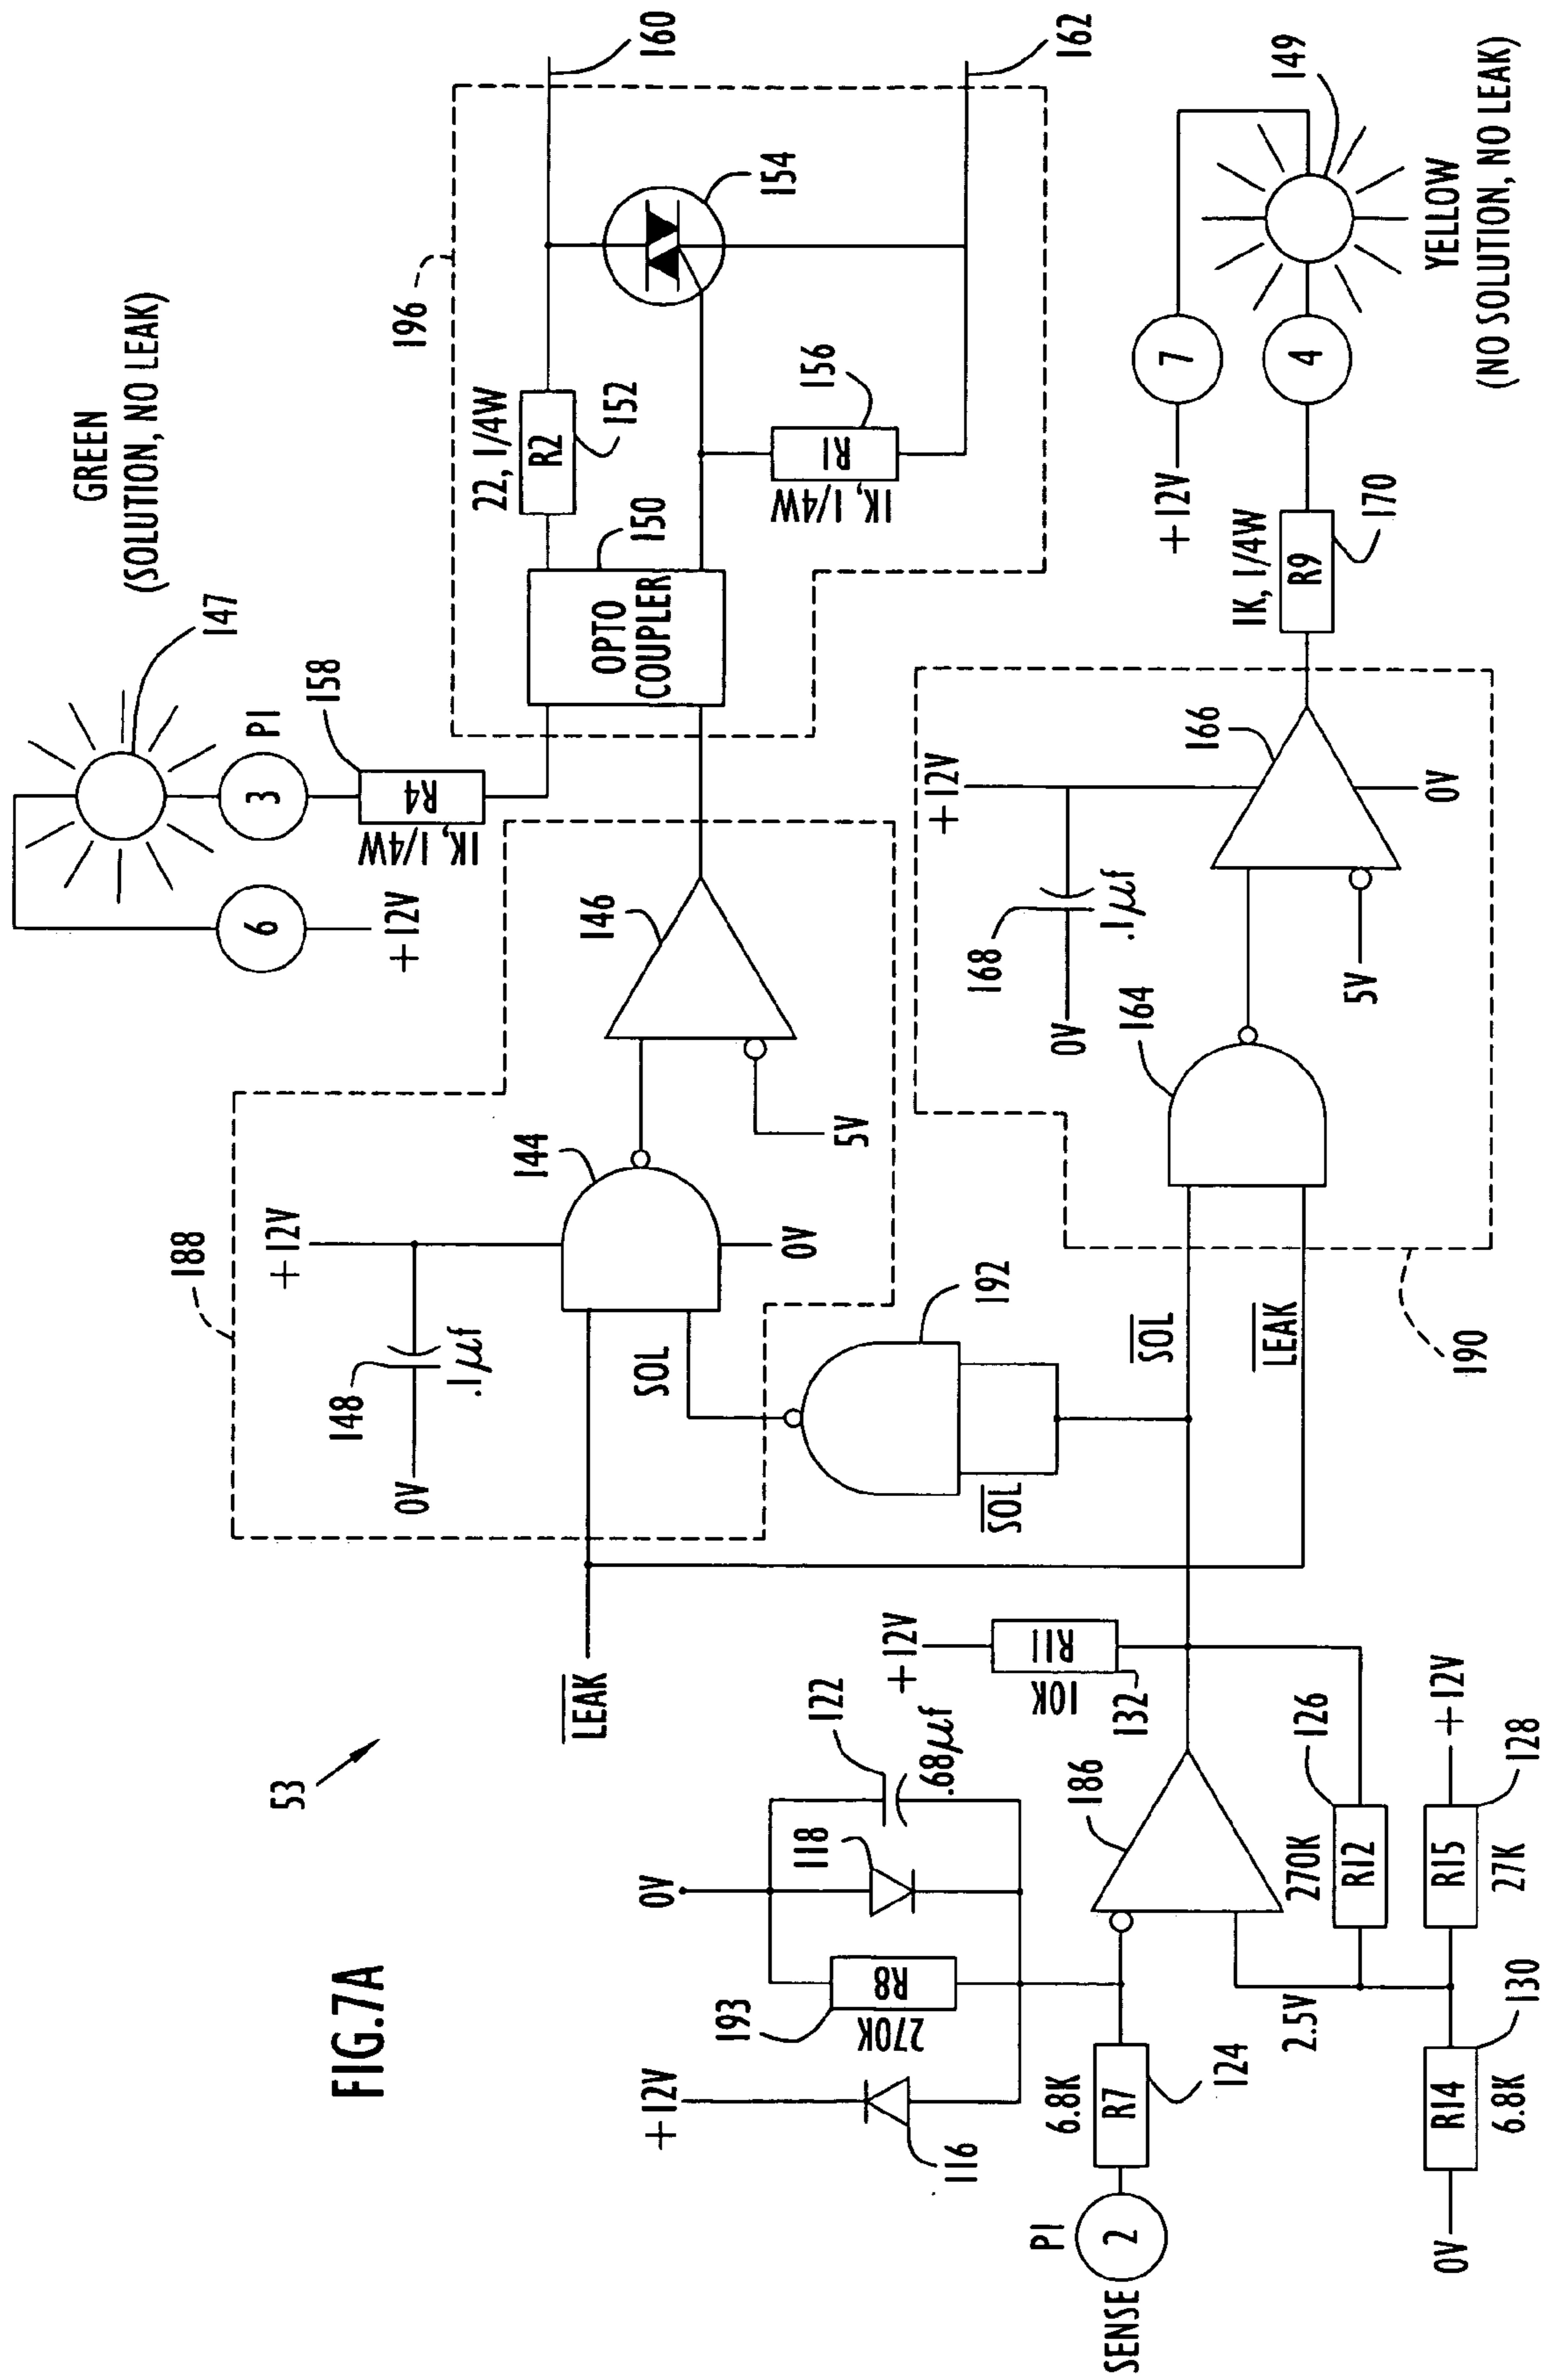 FIG.7A
53
GREEN
(SOLUTION, NO LEAK)
147
6
+12V
3
P1
158
R4
1K, 1/4W
188
+12V
148
0V
.1µf
144
0V
SOL
146
5V
196
22, 1/4W
R2
152
OPTO
COUPLER
150
154
156
R1
1K, 1/4W
160
162
LEAK
192
SOL
SOL
LEAK
190
164
168
0V
.1µf
+12V
166
0V
5V
1K, 1/4W
R9
170
+12V
7
4
149
YELLOW
(NO SOLUTION, NO LEAK)
+12V
116
193
R8
270K
0V
118
122
.68µf
+12V
R11
10K
132
SENSE
P1
2
6.8K
R7
124
186
2.5V
270K
R12
126
0V
R14
6.8K
130
R15
27K
128
+12V